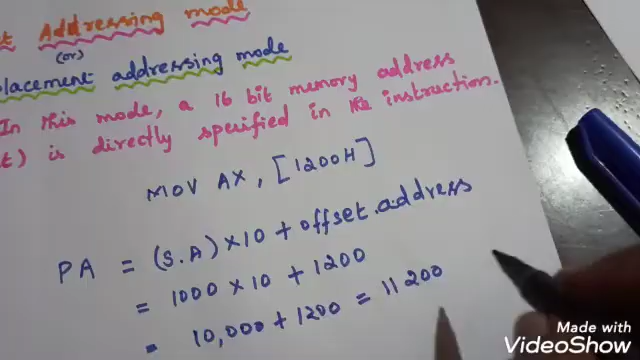 Addressing mode
(or)
placement addressing mode
In this mode, a 16 bit memory address
is directly specified in the instruction.
MOV AX, [1200H]
PA = (S.A) × 10 + offset address
= 1000 × 10 + 1200
= 10,000 + 1200 = 11200
Made with
VideoShow